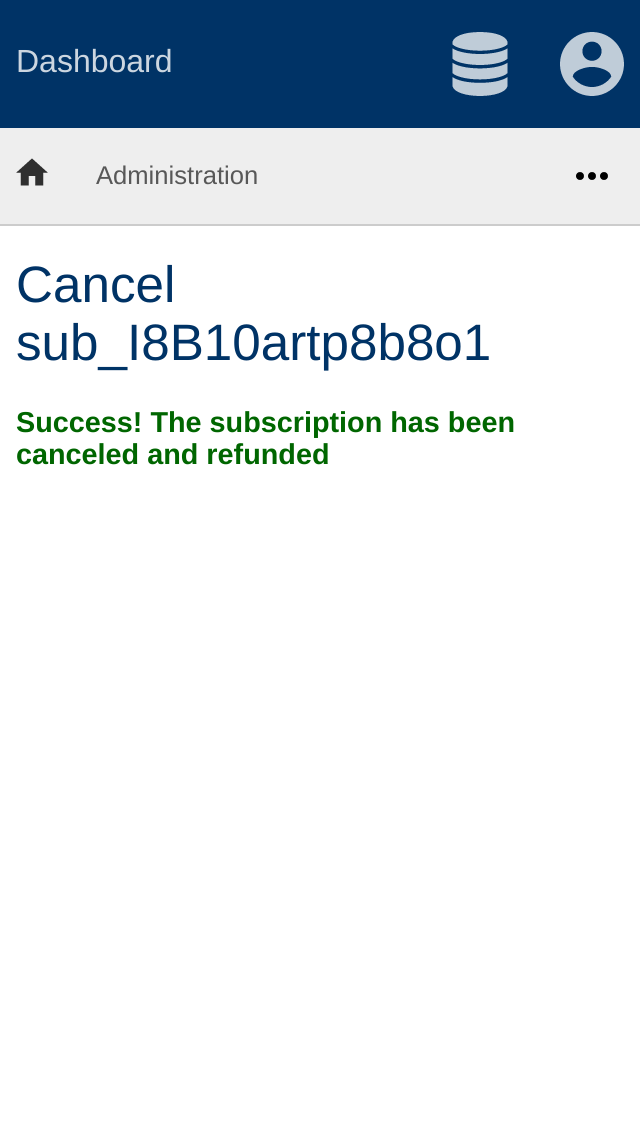 Dashboard
Administration
Cancel
sub_I8B10artp8b8o1
Success! The subscription has been
canceled and refunded